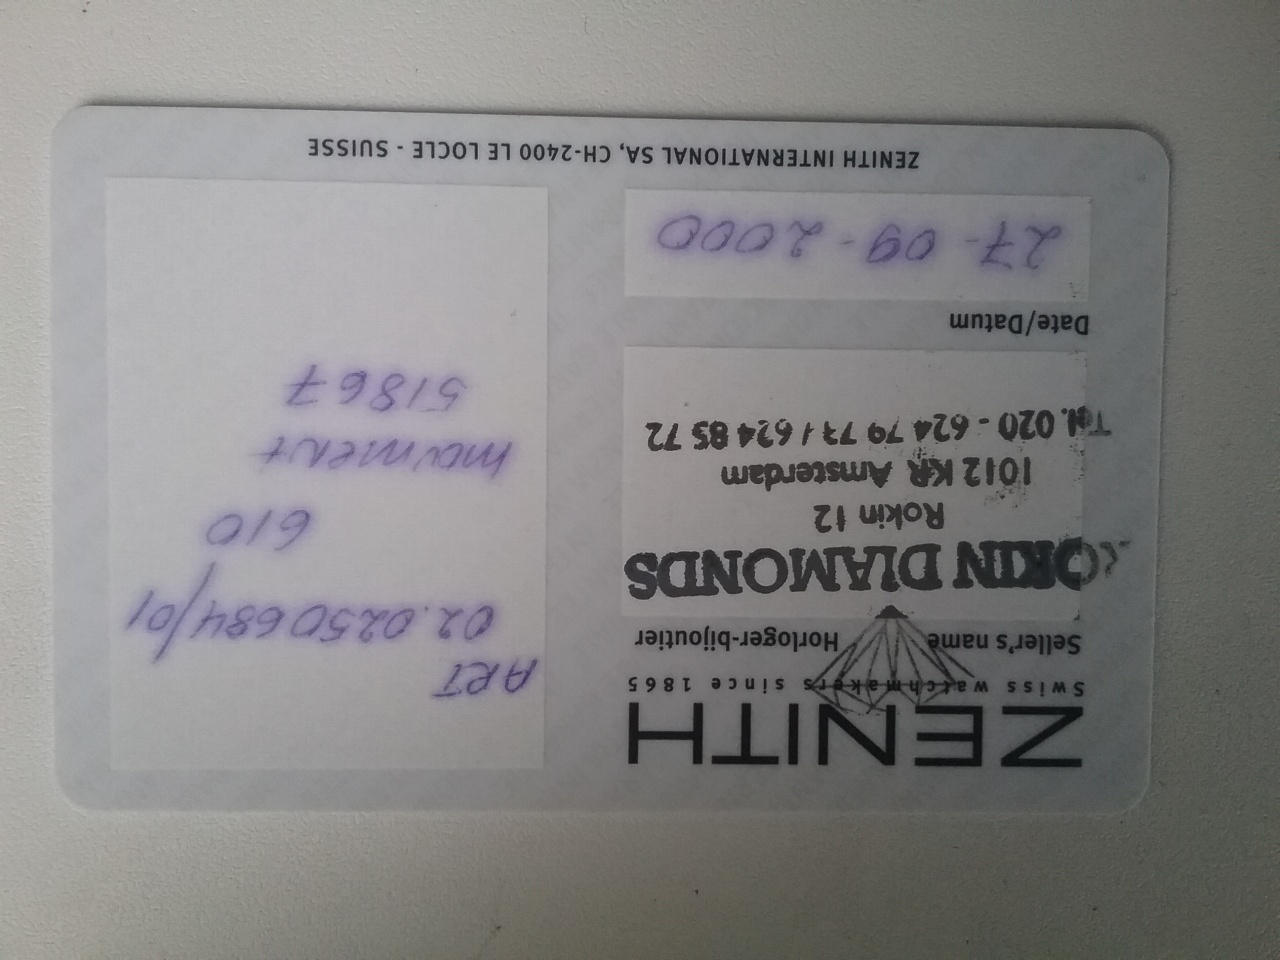 ZENITH
Swiss watchmakers since 1865
Seller's name Horloger-bijoutier
ROKIN DIAMONDS
Rokin 12
1012 KR Amsterdam
Tel. 020 - 624 79 77 / 624 85 72
Date/Datum
27-09-2000
ART
02.0250684/01
610
movment
51867
ZENITH INTERNATIONAL SA, CH-2400 LE LOCLE - SUISSE